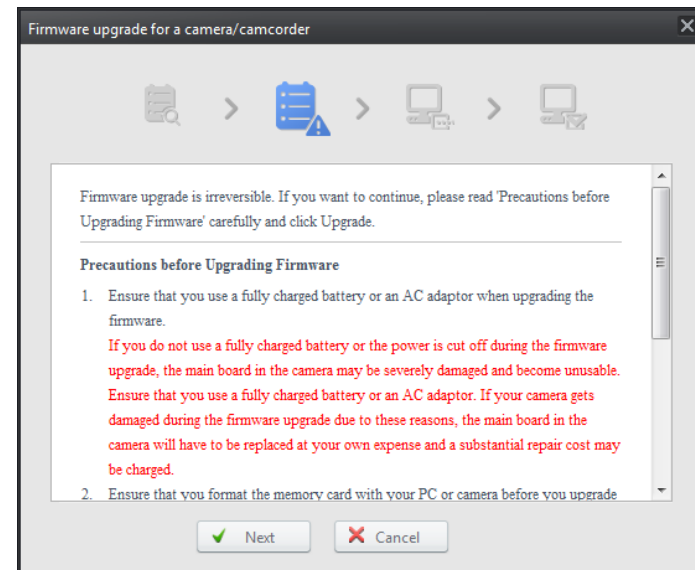 Firmware upgrade for a camera/camcorder
Firmware upgrade is irreversible. If you want to continue, please read 'Precautions before
Upgrading Firmware' carefully and click Upgrade.
Precautions before Upgrading Firmware
1. Ensure that you use a fully charged battery or an AC adaptor when upgrading the
firmware.
If you do not use a fully charged battery or the power is cut off during the firmware
upgrade, the main board in the camera may be severely damaged and become unusable.
Ensure that you use a fully charged battery or an AC adaptor. If your camera gets
damaged during the firmware upgrade due to these reasons, the main board in the
camera will have to be replaced at your own expense and a substantial repair cost may
be charged.
2. Ensure that you format the memory card with your PC or camera before you upgrade
Next
Cancel